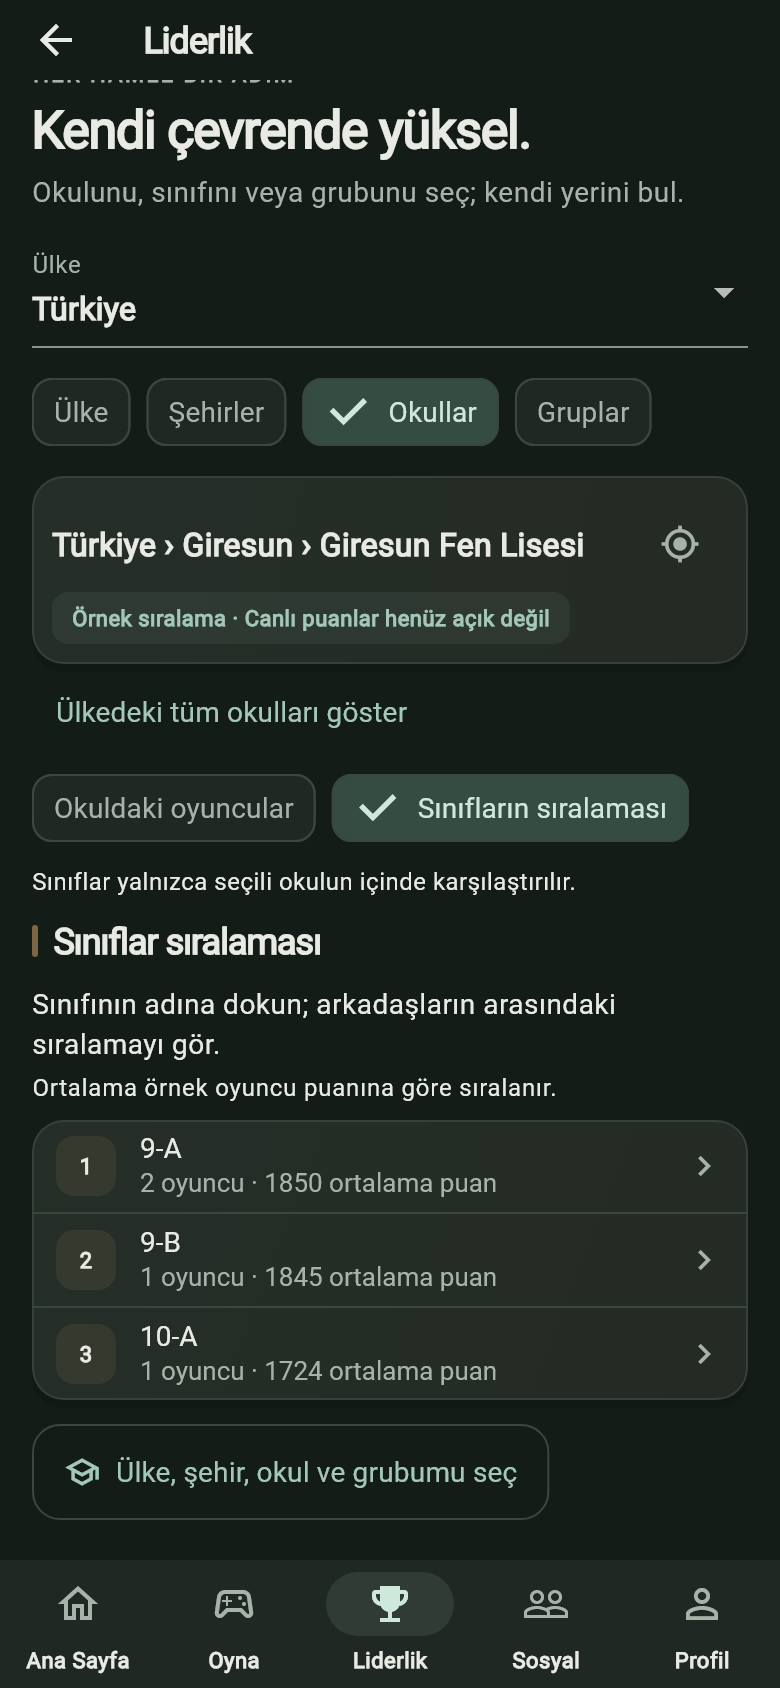 Liderlik
HER HAMLE BİR ADIM
Kendi çevrende yüksel.
Okulunu, sınıfını veya grubunu seç; kendi yerini bul.
Ülke
Türkiye
Ülke
Şehirler
Okullar
Gruplar
Türkiye › Giresun › Giresun Fen Lisesi
Örnek sıralama · Canlı puanlar henüz açık değil
Ülkedeki tüm okulları göster
Okuldaki oyuncular
Sınıfların sıralaması
Sınıflar yalnızca seçili okulun içinde karşılaştırılır.
Sınıflar sıralaması
Sınıfının adına dokun; arkadaşların arasındaki
sıralamayı gör.
Ortalama örnek oyuncu puanına göre sıralanır.
1
9-A
2 oyuncu · 1850 ortalama puan
2
9-B
1 oyuncu · 1845 ortalama puan
3
10-A
1 oyuncu · 1724 ortalama puan
Ülke, şehir, okul ve grubumu seç
Ana Sayfa
Oyna
Liderlik
Sosyal
Profil